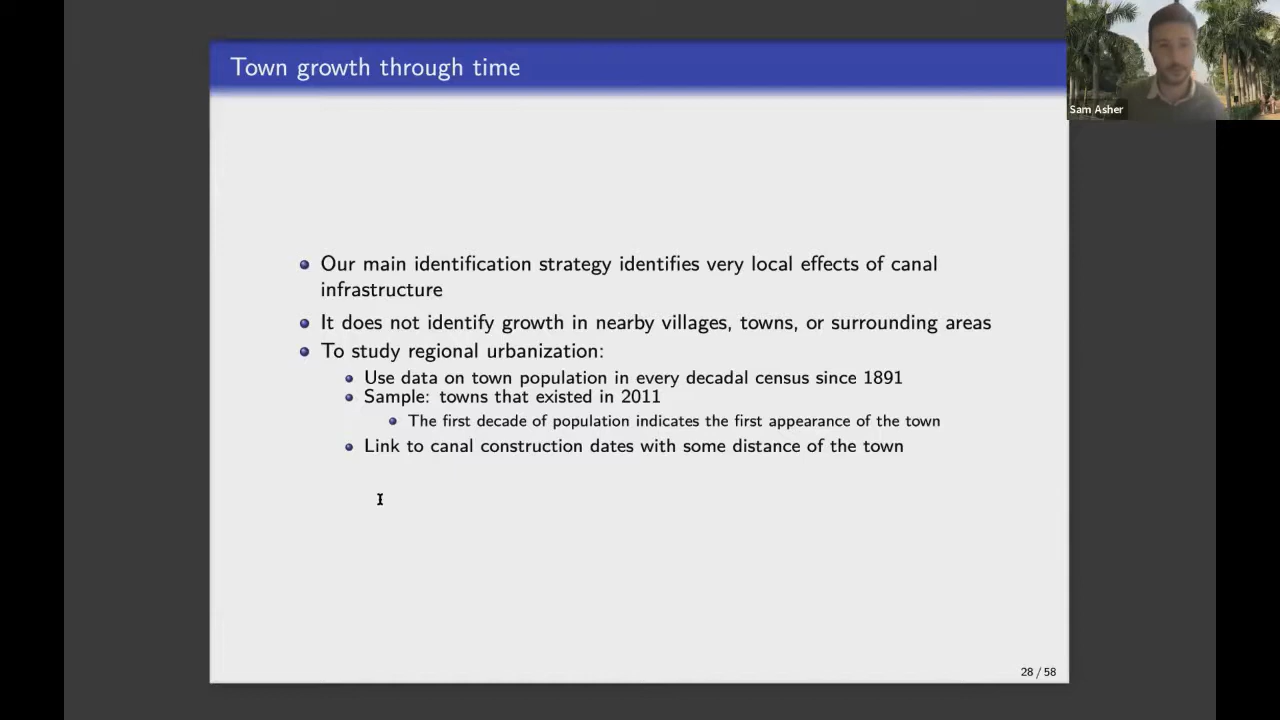 Town growth through time
Sam Asher
Our main identification strategy identifies very local effects of canal
infrastructure
It does not identify growth in nearby villages, towns, or surrounding areas
To study regional urbanization:
Use data on town population in every decadal census since 1891
Sample: towns that existed in 2011
The first decade of population indicates the first appearance of the town
Link to canal construction dates with some distance of the town
28 / 58